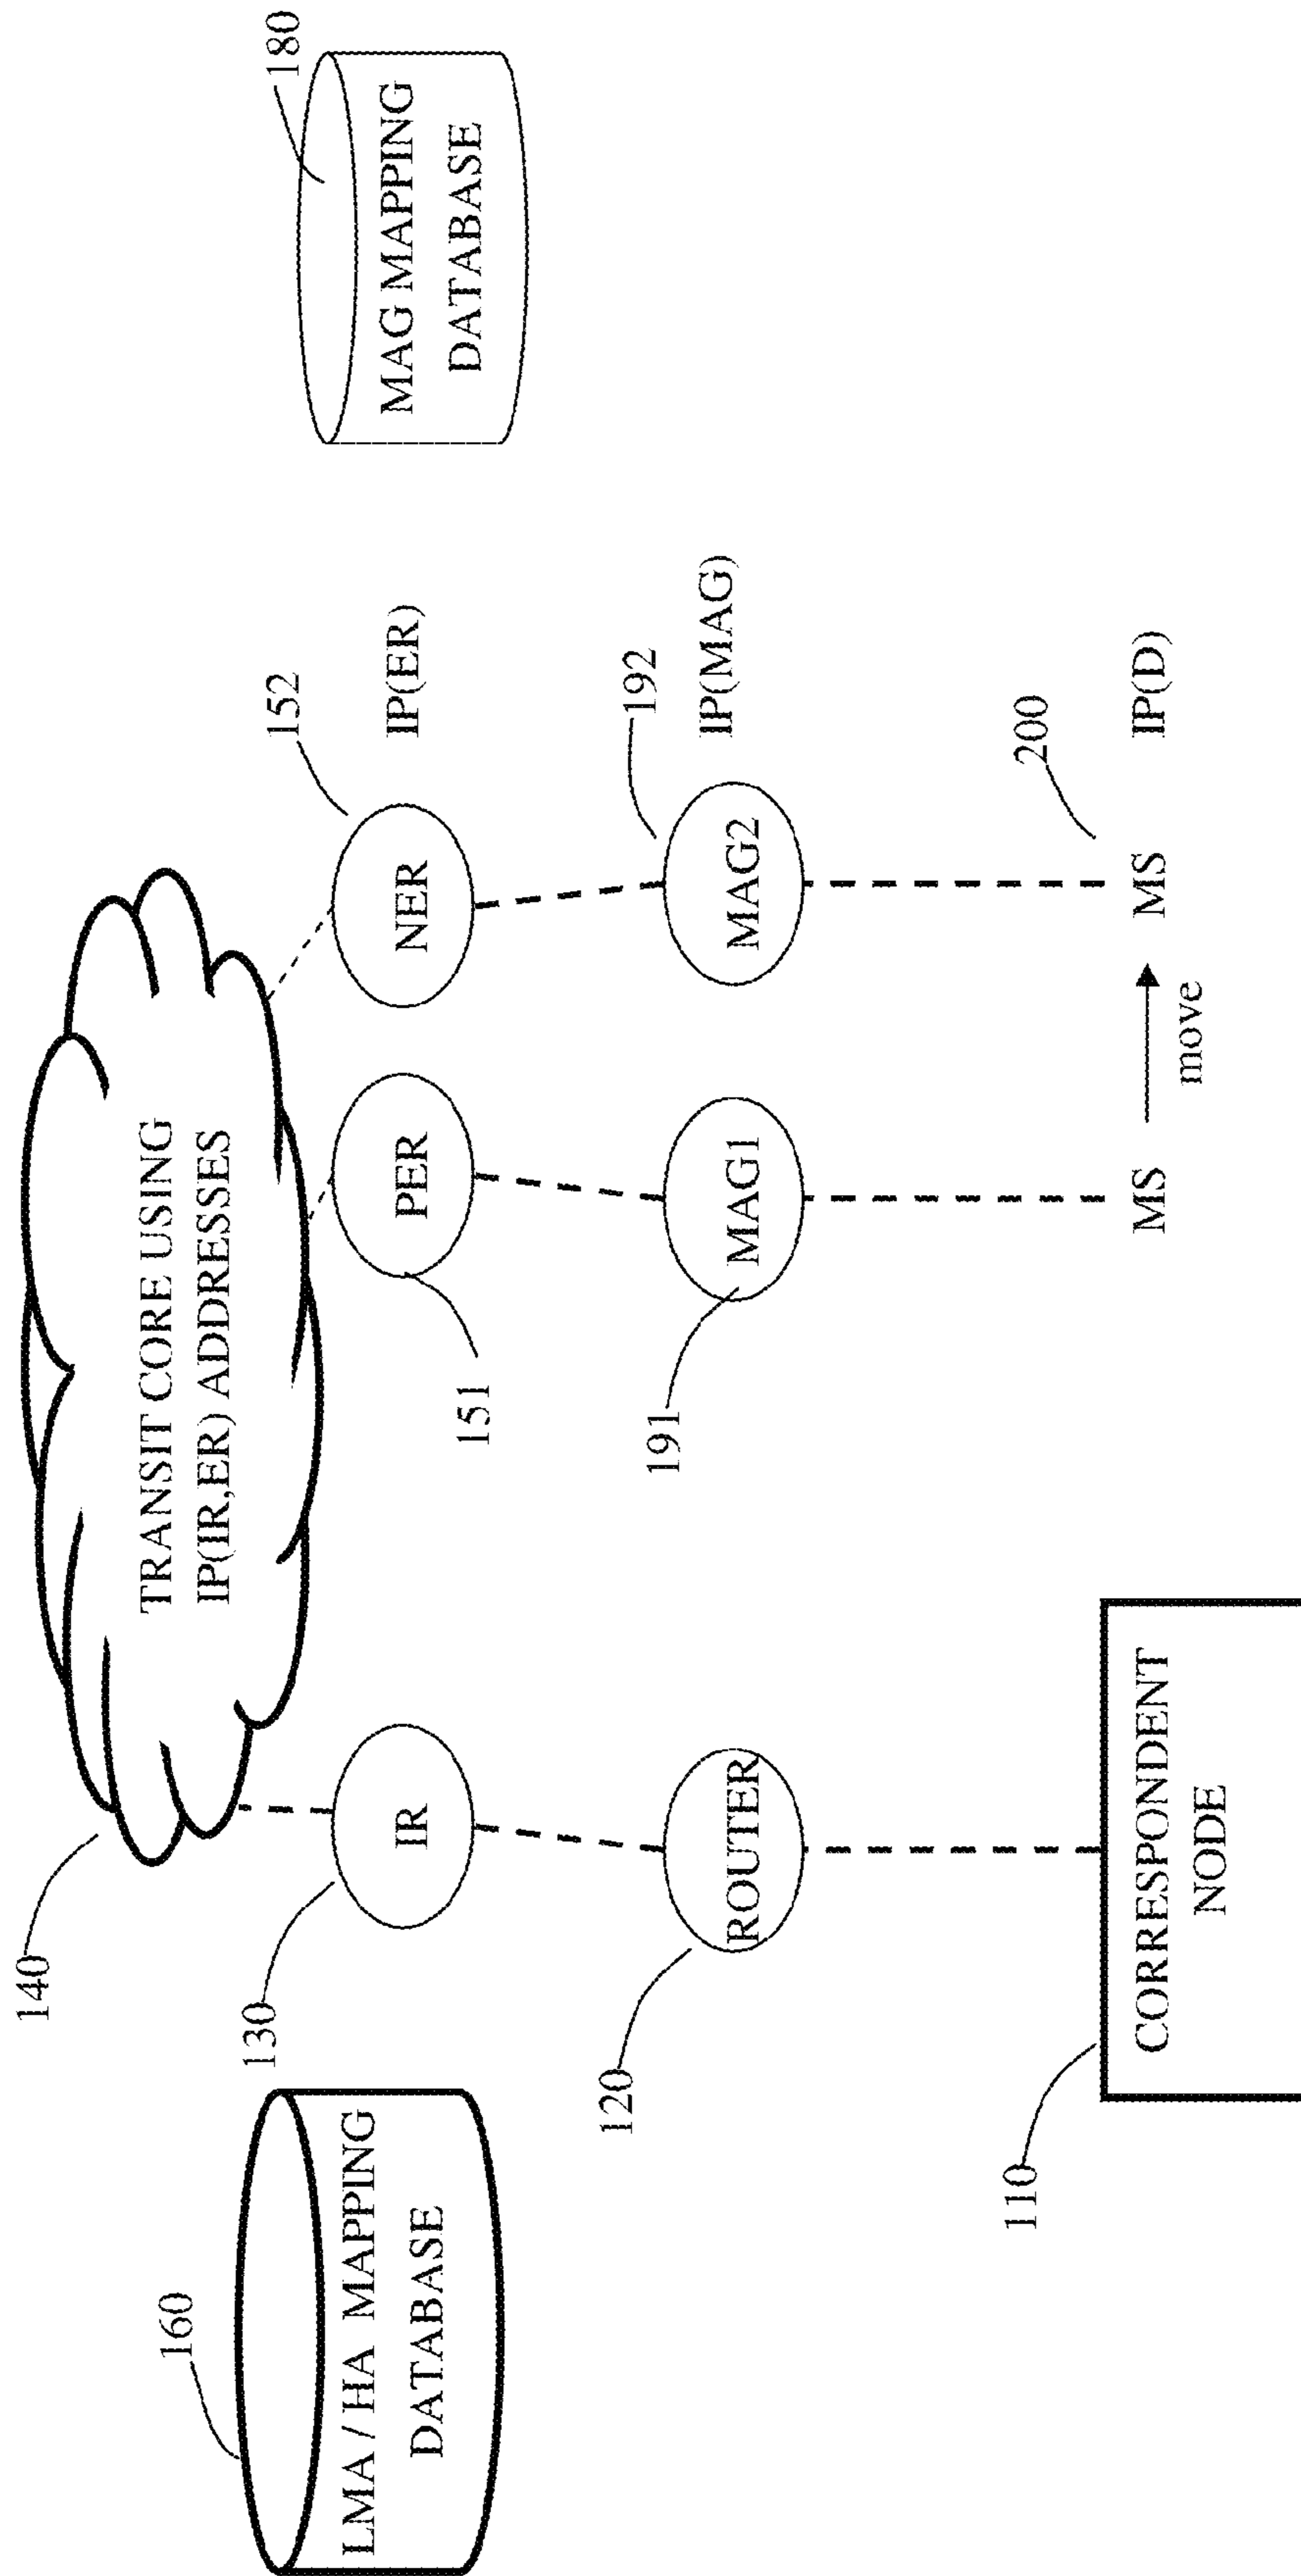 140
TRANSIT CORE USING
IP(IR,ER) ADDRESSES
160
LMA / HA MAPPING
DATABASE
180
MAG MAPPING
DATABASE
130
IR
PER
151
NER
152
IP(ER)
120
ROUTER
191
MAG1
MAG2
192
IP(MAG)
110
CORRESPONDENT
NODE
MS
move
MS
200
IP(D)